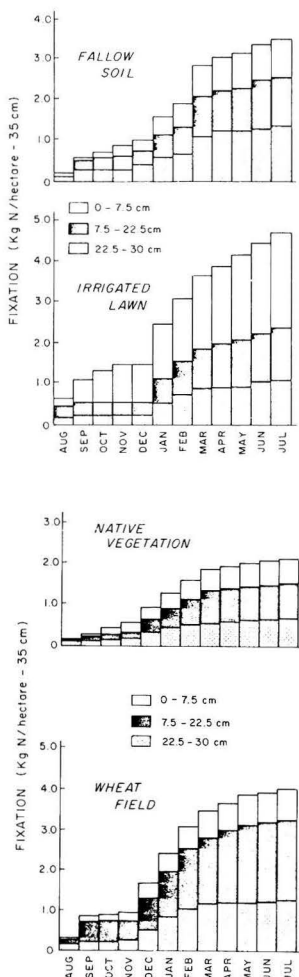 4.0
FALLOW
SOIL
3.0
2.0
1.0
0
0 - 7.5 cm
7.5 - 22.5cm
22.5 - 30 cm
FIXATION (Kg N/hectare - 35 cm)
5.0
IRRIGATED
LAWN
4.0
3.0
2.0
1.0
0
AUG
SEP
OCT
NOV
DEC
JAN
FEB
MAR
APR
MAY
JUN
JUL
3.0
NATIVE
VEGETATION
2.0
1.0
0
0 - 7.5 cm
7.5 - 22.5 cm
22.5 - 30 cm
FIXATION (Kg N/hectare - 35 cm)
5.0
WHEAT
FIELD
4.0
3.0
2.0
1.0
0
AUG
SEP
OCT
NOV
DEC
JAN
FEB
MAR
APR
MAY
JUN
JUL